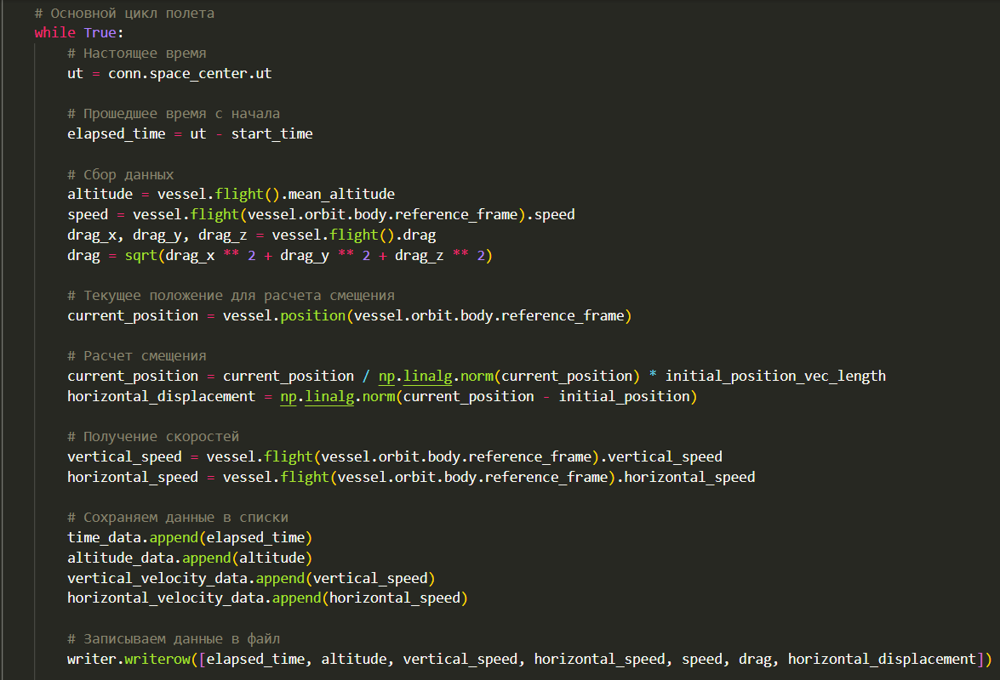 # Основной цикл полета
while True:
# Настоящее время
ut = conn.space_center.ut
# Прошедшее время с начала
elapsed_time = ut - start_time
# Сбор данных
altitude = vessel.flight().mean_altitude
speed = vessel.flight(vessel.orbit.body.reference_frame).speed
drag_x, drag_y, drag_z = vessel.flight().drag
drag = sqrt(drag_x ** 2 + drag_y ** 2 + drag_z ** 2)
# Текущее положение для расчета смещения
current_position = vessel.position(vessel.orbit.body.reference_frame)
# Расчет смещения
current_position = current_position / np.linalg.norm(current_position) * initial_position_vec_length
horizontal_displacement = np.linalg.norm(current_position - initial_position)
# Получение скоростей
vertical_speed = vessel.flight(vessel.orbit.body.reference_frame).vertical_speed
horizontal_speed = vessel.flight(vessel.orbit.body.reference_frame).horizontal_speed
# Сохраняем данные в списки
time_data.append(elapsed_time)
altitude_data.append(altitude)
vertical_velocity_data.append(vertical_speed)
horizontal_velocity_data.append(horizontal_speed)
# Записываем данные в файл
writer.writerow([elapsed_time, altitude, vertical_speed, horizontal_speed, speed, drag, horizontal_displacement])